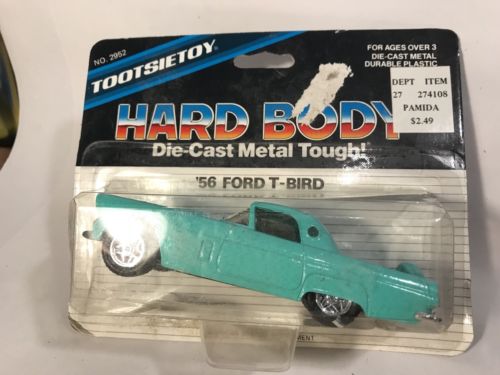 NO. 2952
TOOTSIETOY
FOR AGES OVER 3
DIE-CAST METAL
DURABLE PLASTIC
DEPT ITEM
27 274108
PAMIDA
$2.49
HARD BODY
Die-Cast Metal Tough!
'56 FORD T-BIRD